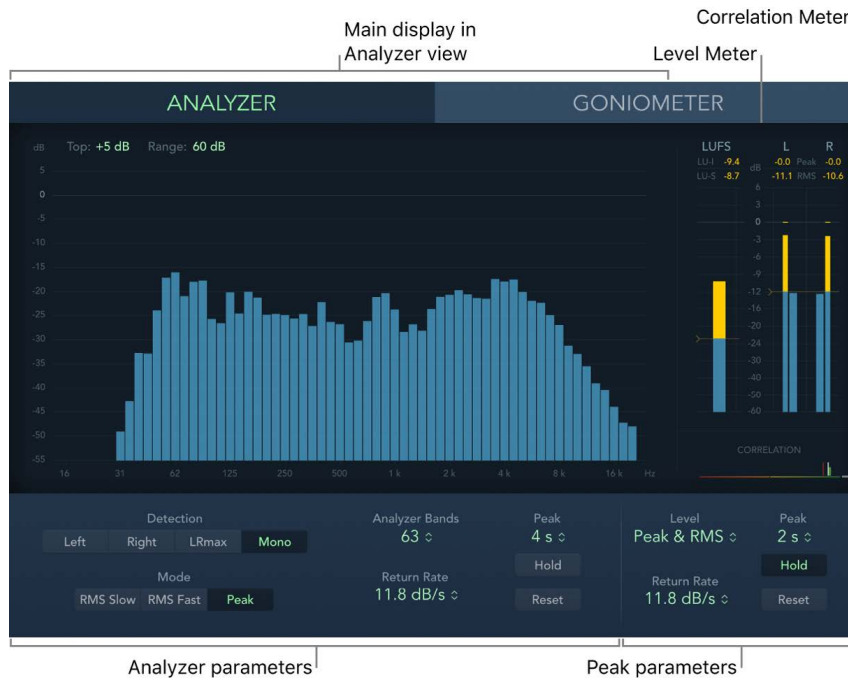 Correlation Meter
Main display in
Analyzer view
Level Meter
ANALYZER
GONIOMETER
dB Top: +5 dB Range: 60 dB
5
0
-5
-10
-15
-20
-25
-30
-35
-40
-45
-50
-55
16 31 62 125 250 500 1 k 2 k 4 k 8 k 16 k Hz
LUFS L R
LU-I -9.4 dB -0.0 Peak -0.0
LU-S -8.7 -11.1 RMS -10.6
6
3
0
-3
-6
-9
-12
-16
-20
-24
-30
-40
-50
-60
CORRELATION
Detection
Left Right LRmax Mono
Mode
RMS Slow RMS Fast Peak
Analyzer Bands
63
Return Rate
11.8 dB/s
Peak
4 s
Hold
Reset
Level
Peak & RMS
Return Rate
11.8 dB/s
Peak
2 s
Hold
Reset
Analyzer parameters
Peak parameters